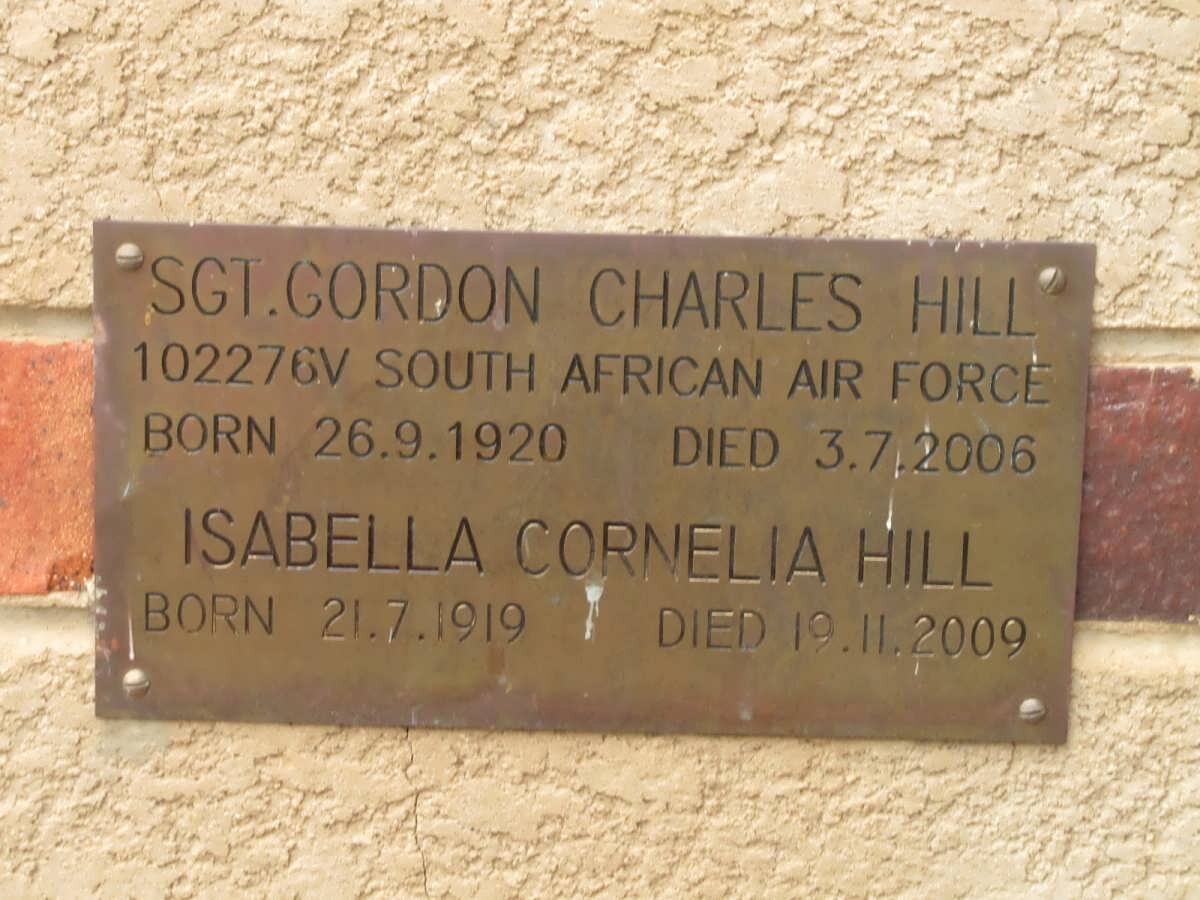 SGT. GORDON CHARLES HILL
102276V SOUTH AFRICAN AIR FORCE
BORN 26.9.1920 DIED 3.7.2006
ISABELLA CORNELIA HILL
BORN 21.7.1919 DIED 19.11.2009